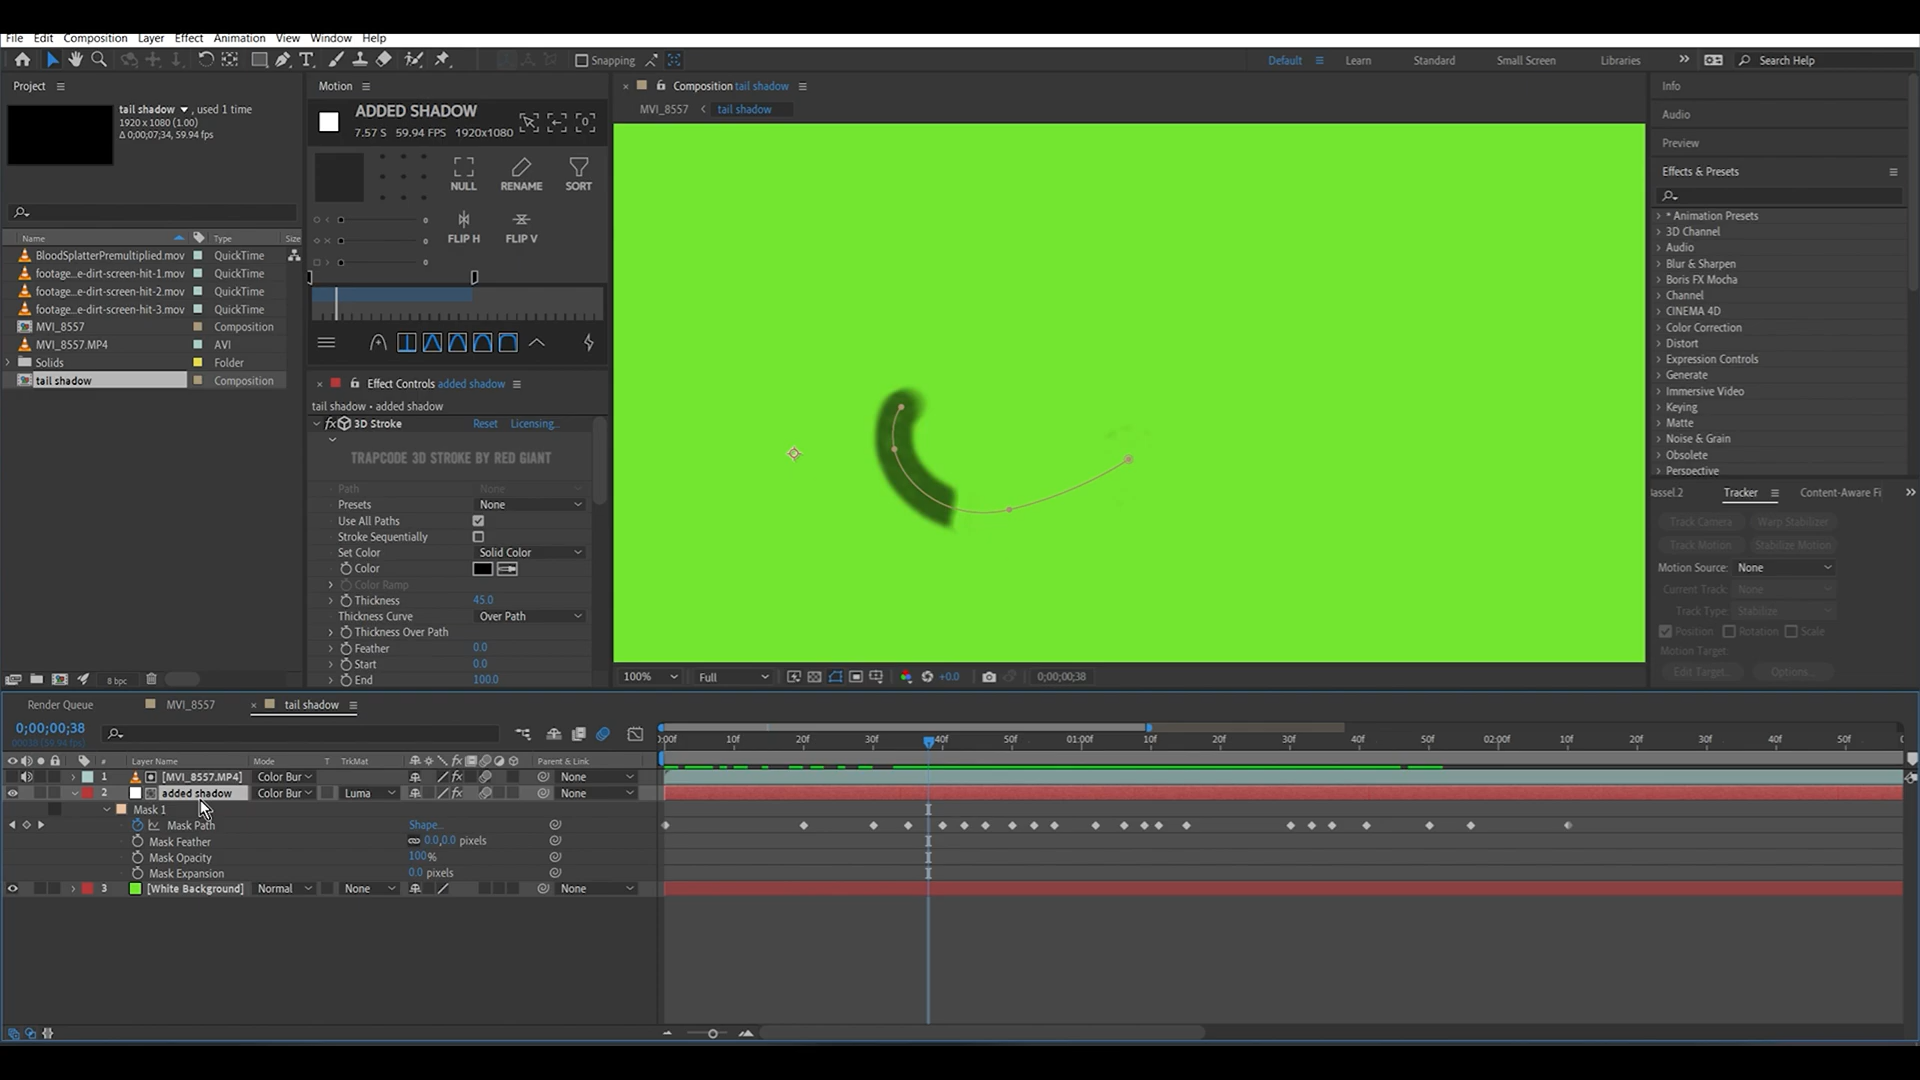 File Edit Composition Layer Effect Animation View Window Help
Snapping Default Learn Standard Small Screen Libraries Search Help
Project
tail shadow , used 1 time
1920 x 1080 (1.00)
Δ 0;00;07;34, 59.94 fps
Name Type Size
BloodSplatterPremultiplied.mov QuickTime
footage...e-dirt-screen-hit-1.mov QuickTime
footage...e-dirt-screen-hit-2.mov QuickTime
footage...e-dirt-screen-hit-3.mov QuickTime
MVI_8557 Composition
MVI_8557.MP4 AVI
Solids Folder
tail shadow Composition
8 bpc
Motion
ADDED SHADOW
7.57 S 59.94 FPS 1920x1080
NULL RENAME SORT
0
FLIP H FLIP V
0
0
Effect Controls added shadow
tail shadow • added shadow
fx 3D Stroke Reset Licensing...
TRAPCODE 3D STROKE BY RED GIANT
Path None
Presets None
Use All Paths
Stroke Sequentially
Set Color Solid Color
Color
Color Ramp
Thickness 45.0
Thickness Curve Over Path
Thickness Over Path
Feather 0.0
Start 0.0
End 100.0
Composition tail shadow
MVI_8557 tail shadow
100% Full +0.0 0;00;00;38
Info
Audio
Preview
Effects & Presets
* Animation Presets
3D Channel
Audio
Blur & Sharpen
Boris FX Mocha
Channel
CINEMA 4D
Color Correction
Distort
Expression Controls
Generate
Immersive Video
Keying
Matte
Noise & Grain
Obsolete
Perspective
assel.2 Tracker Content-Aware Fi
Track Camera Warp Stabilizer
Track Motion Stabilize Motion
Motion Source: None
Current Track: None
Track Type: Stabilize
Position Rotation Scale
Motion Target:
Edit Target... Options...
Render Queue MVI_8557 tail shadow
0;00;00;38
# Layer Name Mode T TrkMat Parent & Link
1 [MVI_8557.MP4] Color Bur None
2 added shadow Color Bur Luma None
Mask 1
Mask Path Shape...
Mask Feather 0.0,0.0 pixels
Mask Opacity 100%
Mask Expansion 0.0 pixels
3 [White Background] Normal None None
:00f 10f 20f 30f 40f 50f 01:00f 10f 20f 30f 40f 50f 02:00f 10f 20f 30f 40f 50f